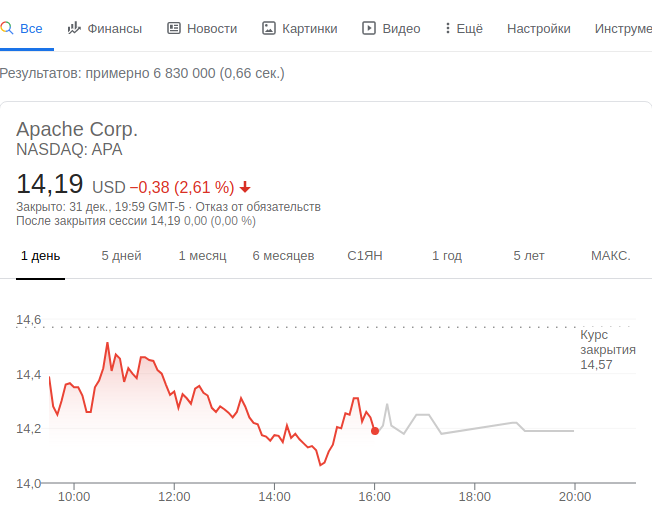 Все Финансы Новости Картинки Видео Ещё Настройки Инструме
Результатов: примерно 6 830 000 (0,66 сек.)
Apache Corp.
NASDAQ: APA
14,19 USD −0,38 (2,61 %)
Закрыто: 31 дек., 19:59 GMT-5 · Отказ от обязательств
После закрытия сессии 14,19 0,00 (0,00 %)
1 день 5 дней 1 месяц 6 месяцев С1ЯН 1 год 5 лет МАКС.
14,6
Курс
закрытия
14,57
14,4
14,2
14,0
10:00 12:00 14:00 16:00 18:00 20:00